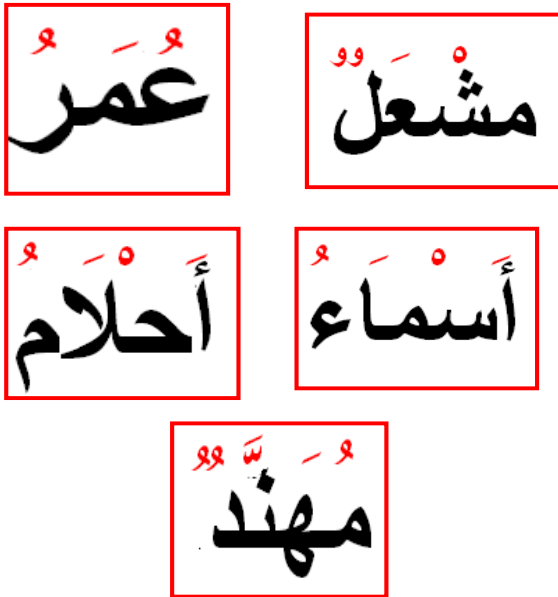 عُمَرُ
مشْعَلٌ
أَحْلَامُ
أَسْمَاءُ
مُهَنَّدٌ